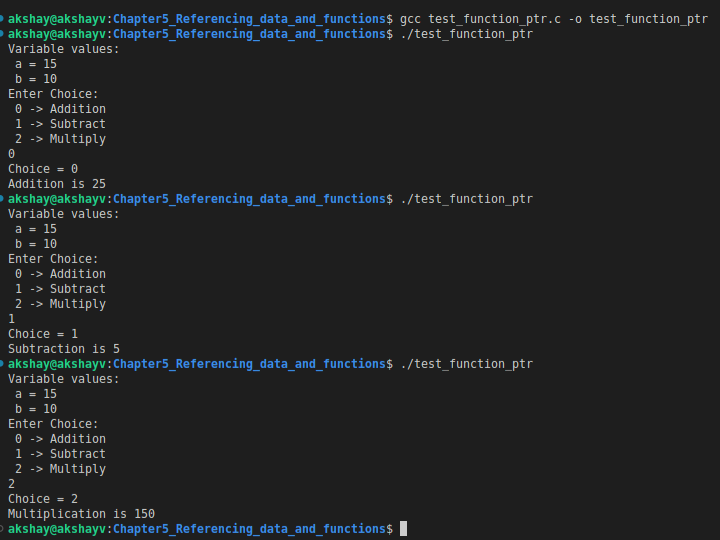 akshay@akshayv:Chapter5_Referencing_data_and_functions$ gcc test_function_ptr.c -o test_function_ptr
akshay@akshayv:Chapter5_Referencing_data_and_functions$ ./test_function_ptr
Variable values:
 a = 15
 b = 10
Enter Choice:
 0 -> Addition
 1 -> Subtract
 2 -> Multiply
0
Choice = 0
Addition is 25
akshay@akshayv:Chapter5_Referencing_data_and_functions$ ./test_function_ptr
Variable values:
 a = 15
 b = 10
Enter Choice:
 0 -> Addition
 1 -> Subtract
 2 -> Multiply
1
Choice = 1
Subtraction is 5
akshay@akshayv:Chapter5_Referencing_data_and_functions$ ./test_function_ptr
Variable values:
 a = 15
 b = 10
Enter Choice:
 0 -> Addition
 1 -> Subtract
 2 -> Multiply
2
Choice = 2
Multiplication is 150
akshay@akshayv:Chapter5_Referencing_data_and_functions$